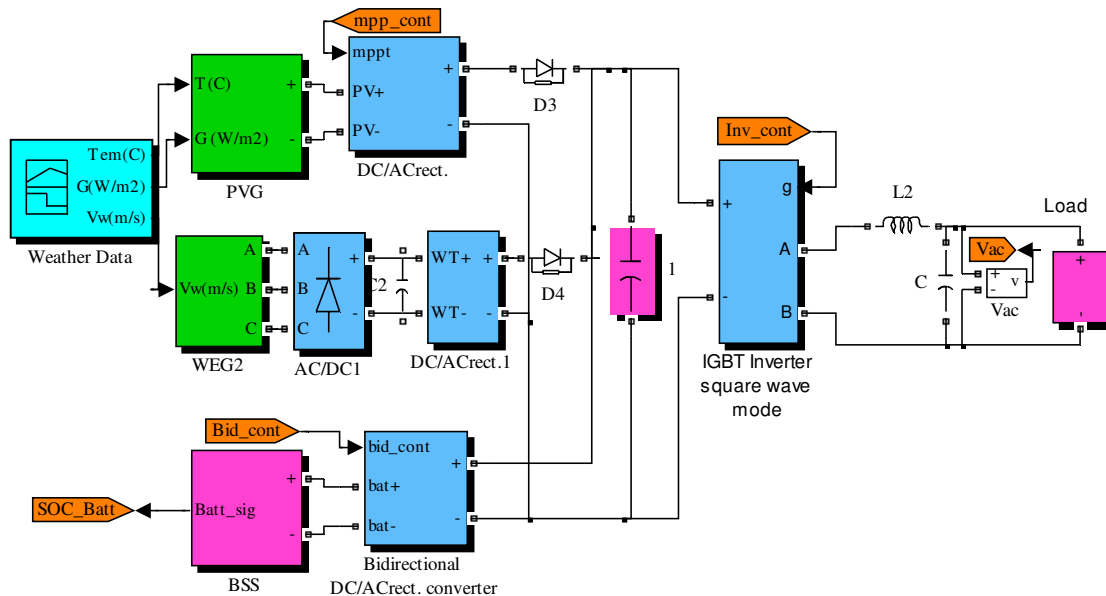 mpp_cont
mppt
T(C)
+
+
PV+
D3
G (W/m2)
-
PV-
-
Inv_cont
Tem(C)
G(W/m2)
Vw(m/s)
DC/ACrect.
PVG
Weather Data
g
+
L2
Load
A
Vac
+
-
v
+
C
Vac
-
B
-
IGBT Inverter
square wave
mode
A
A
Vw(m/s)
B
B
C
C
+
-
C2
WT+
+
WT-
-
D4
1
WEG2
AC/DC1
DC/ACrect.1
Bid_cont
bid_cont
+
+
bat+
SOC_Batt
Batt_sig
-
bat-
-
BSS
Bidirectional
DC/ACrect. converter